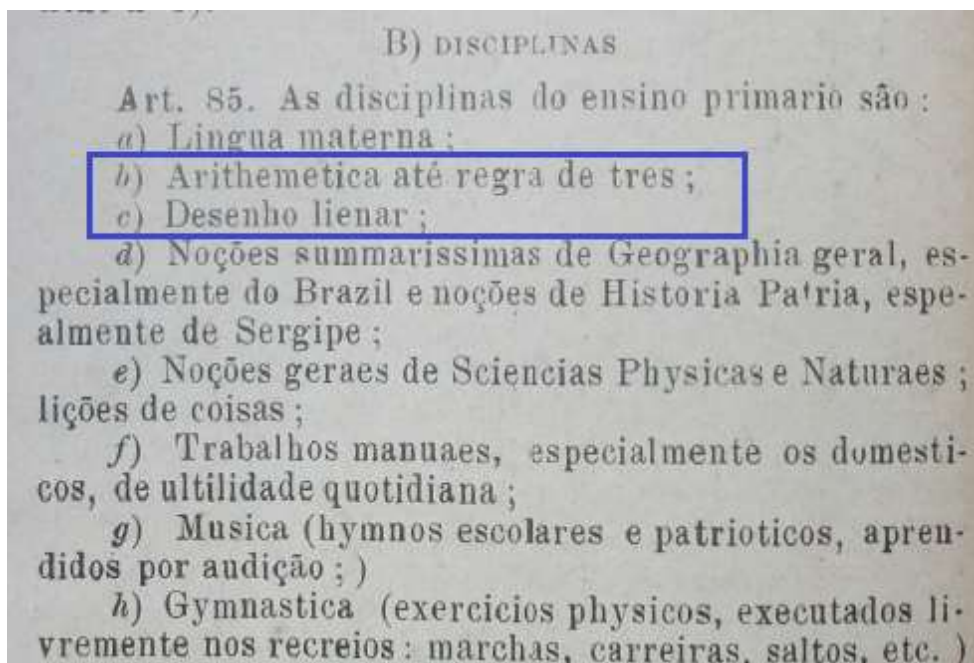 B) DISCIPLINAS
Art. 85. As disciplinas do ensino primario são :
a) Lingua materna ;
b) Arithemetica até regra de tres ;
c) Desenho lienar ;
d) Noções summarissimas de Geographia geral, es-
pecialmente do Brazil e noções de Historia Patria, espe-
almente de Sergipe ;
e) Noções geraes de Sciencias Physicas e Naturaes ;
lições de coisas ;
f) Trabalhos manuaes, especialmente os domesti-
cos, de ultilidade quotidiana ;
g) Musica (hymnos escolares e patrioticos, apren-
didos por audição ; )
h) Gymnastica (exercicios physicos, executados li-
vremente nos recreios : marchas, carreiras, saltos, etc. )